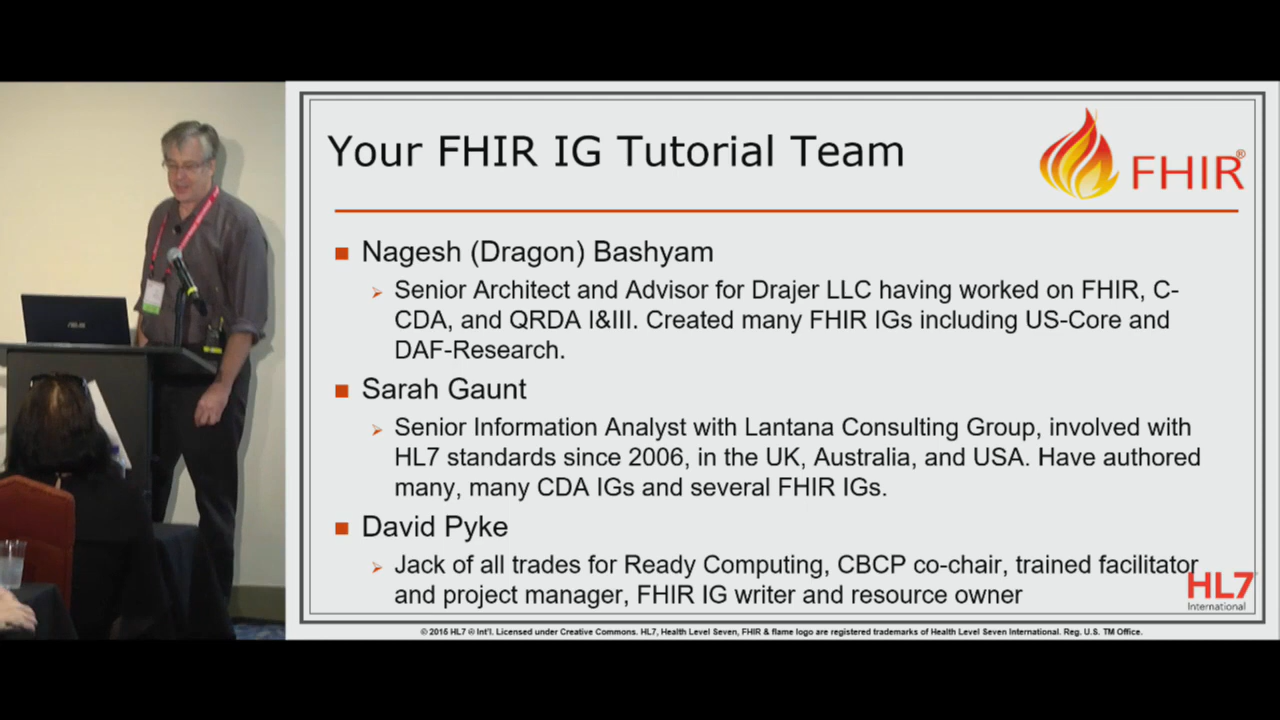 Your FHIR IG Tutorial Team
FHIR®
Nagesh (Dragon) Bashyam
Senior Architect and Advisor for Drajer LLC having worked on FHIR, C-
CDA, and QRDA I&III. Created many FHIR IGs including US-Core and
DAF-Research.
Sarah Gaunt
Senior Information Analyst with Lantana Consulting Group, involved with
HL7 standards since 2006, in the UK, Australia, and USA. Have authored
many, many CDA IGs and several FHIR IGs.
David Pyke
Jack of all trades for Ready Computing, CBCP co-chair, trained facilitator
and project manager, FHIR IG writer and resource owner
HL7
International
© 2015 HL7 ® Int'l. Licensed under Creative Commons. HL7, Health Level Seven, FHIR & flame logo are registered trademarks of Health Level Seven International. Reg. U.S. TM Office.
ASUS